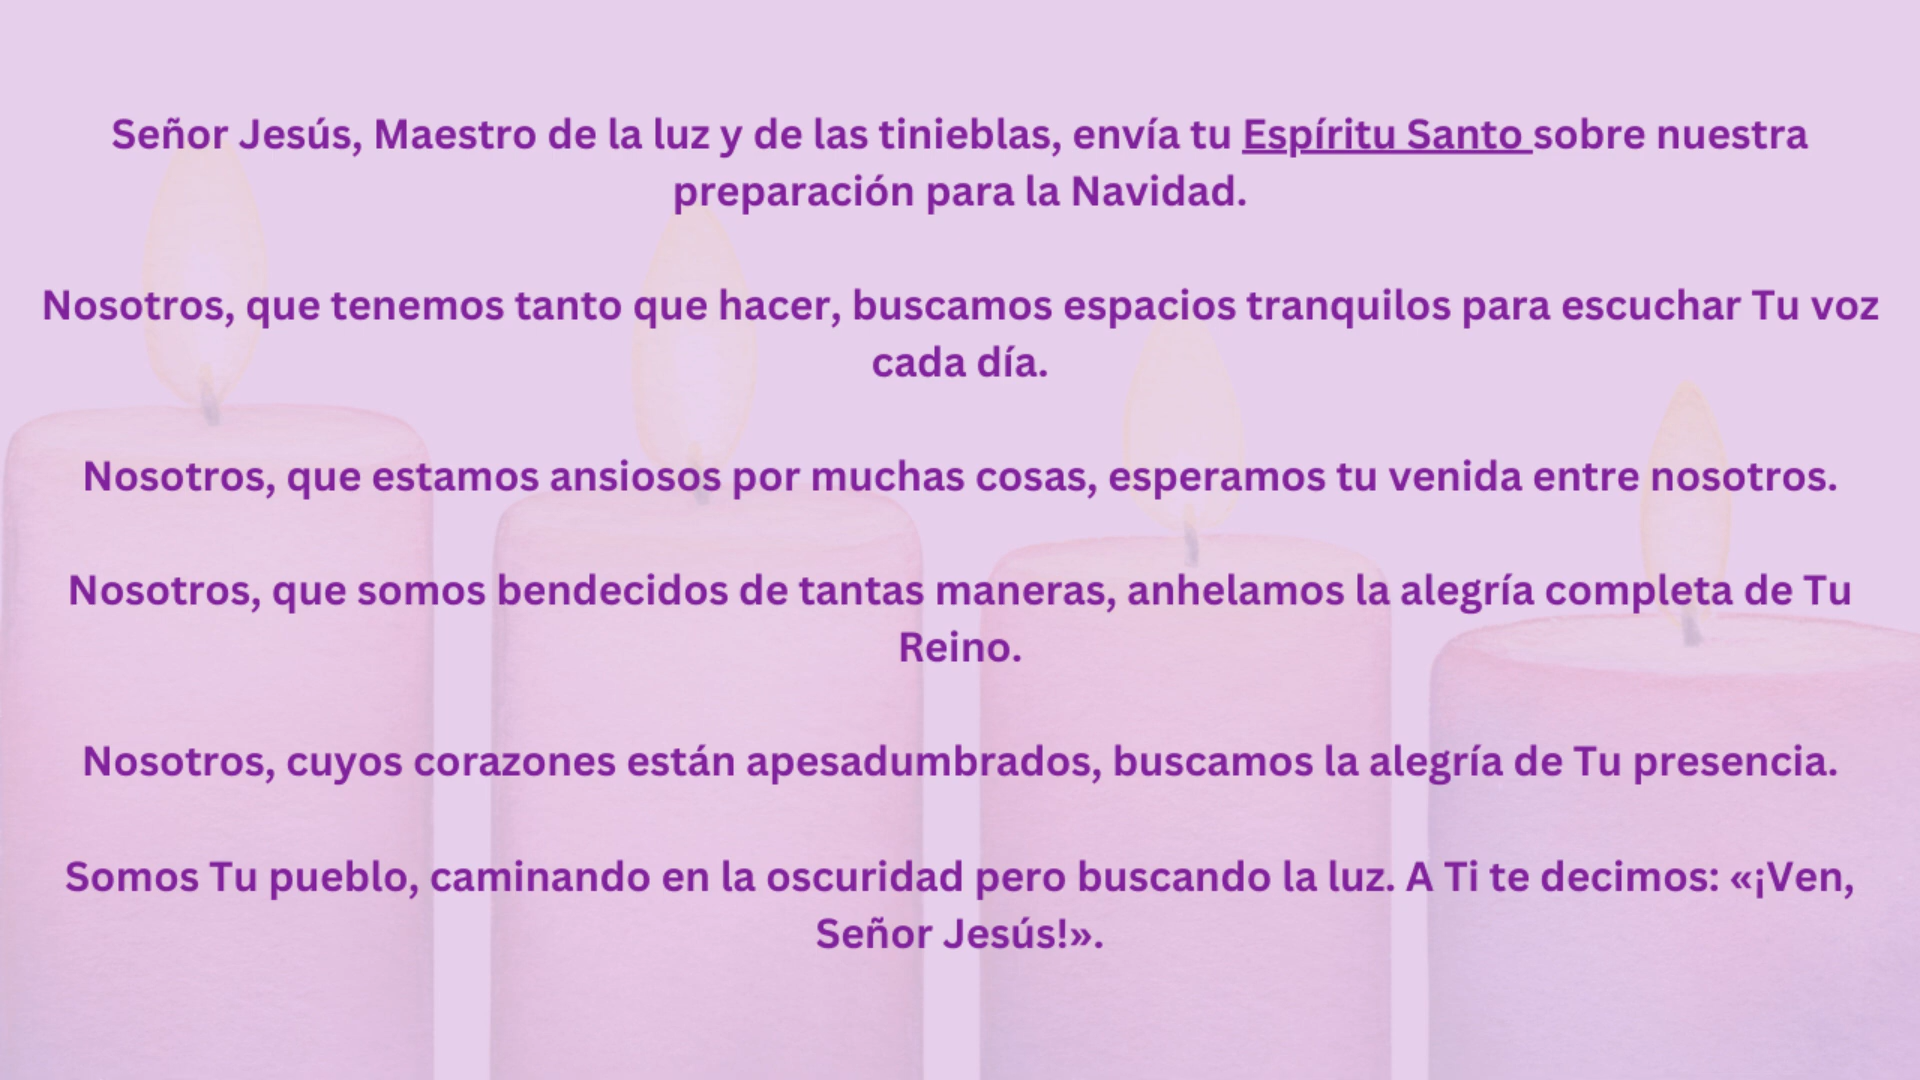 Señor Jesús, Maestro de la luz y de las tinieblas, envía tu Espíritu Santo sobre nuestra
preparación para la Navidad.
Nosotros, que tenemos tanto que hacer, buscamos espacios tranquilos para escuchar Tu voz
cada día.
Nosotros, que estamos ansiosos por muchas cosas, esperamos tu venida entre nosotros.
Nosotros, que somos bendecidos de tantas maneras, anhelamos la alegría completa de Tu
Reino.
Nosotros, cuyos corazones están apesadumbrados, buscamos la alegría de Tu presencia.
Somos Tu pueblo, caminando en la oscuridad pero buscando la luz. A Ti te decimos: «¡Ven,
Señor Jesús!».